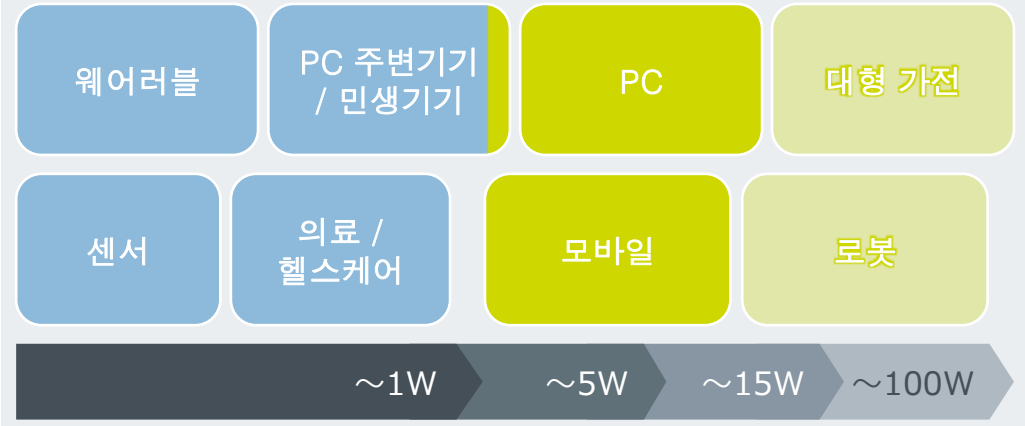 웨어러블
PC 주변기기
/ 민생기기
PC
대형 가전
센서
의료 /
헬스케어
모바일
로봇
～1W
～5W
～15W
～100W